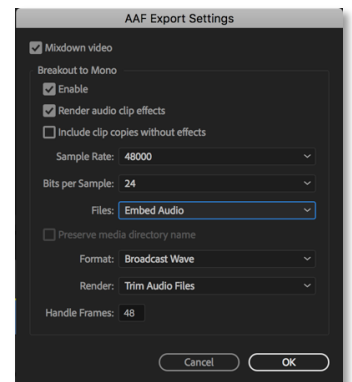 AAF Export Settings
Mixdown video
Breakout to Mono
Enable
Render audio clip effects
Include clip copies without effects
Sample Rate: 48000
Bits per Sample: 24
Files: Embed Audio
Preserve media directory name
Format: Broadcast Wave
Render: Trim Audio Files
Handle Frames: 48
Cancel OK